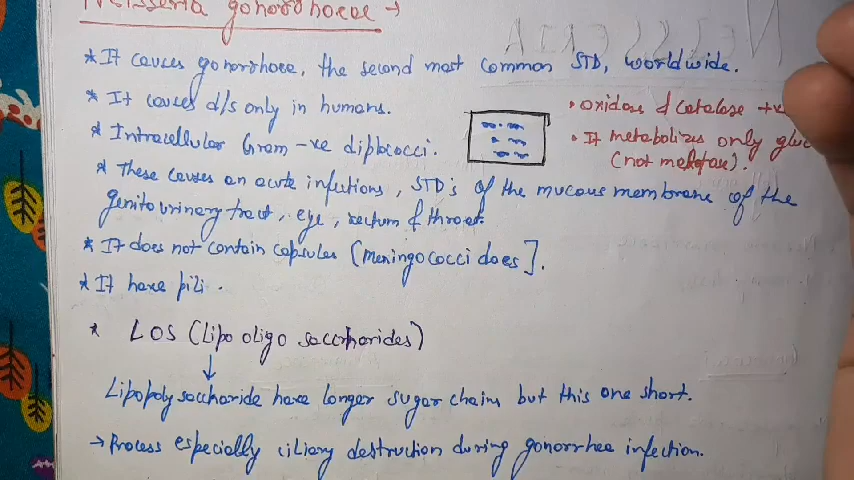 Neisseria gonorrhoeae →
* It causes gonorrhoea, the second most common STD, worldwide.
* It causes d/s only in humans.
• oxidase & catalase +ve
* Intracellular Gram -ve diplococci.
• It metabolizes only gluc
(not maltose).
* These causes an acute infections, STD's of the mucous membrane of the
genitourinary tract, eye, rectum & throat.
* It does not contain capsules [meningococci does].
* It have pili.
* LOS (Lipo oligo saccharides)
↓
Lipopolysaccharide have longer sugar chain, but this one short.
→ Process especially ciliary destruction during gonorrhea infection.